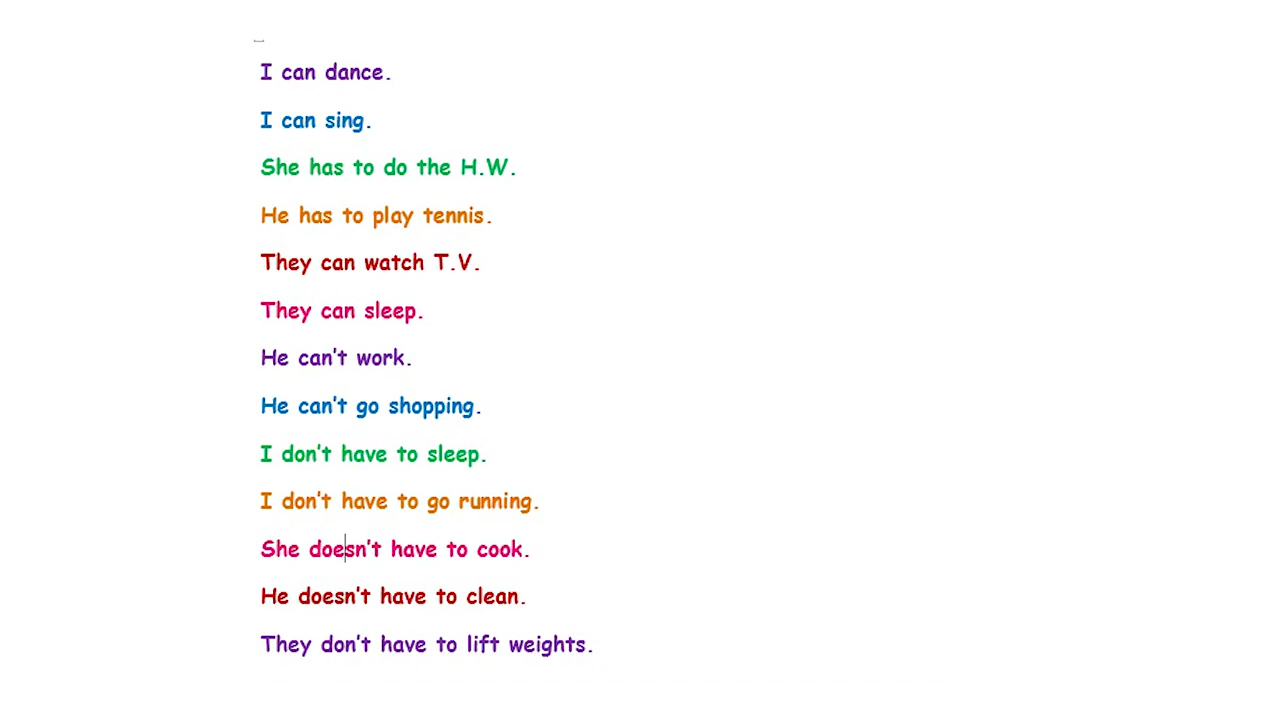 I can dance.
I can sing.
She has to do the H.W.
He has to play tennis.
They can watch T.V.
They can sleep.
He can't work.
He can't go shopping.
I don't have to sleep.
I don't have to go running.
She doesn't have to cook.
He doesn't have to clean.
They don't have to lift weights.